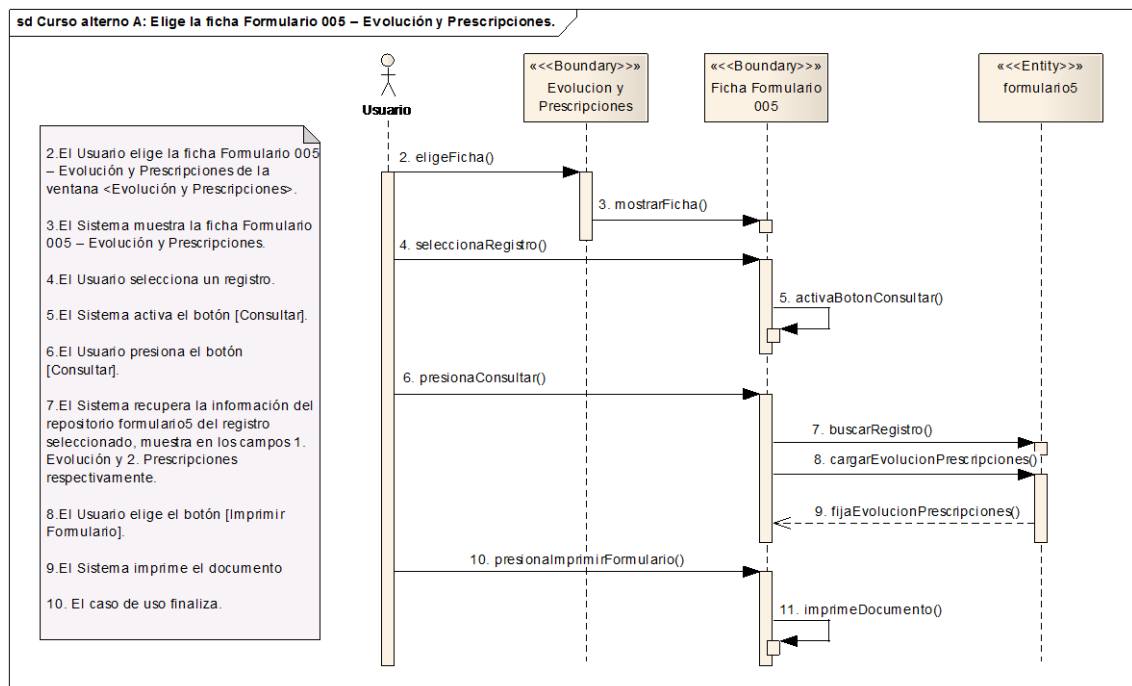 sd Curso alterno A: Elige la ficha Formulario 005 – Evolución y Prescripciones.
Usuario
«<<Boundary>>»
Evolucion y
Prescripciones
«<<Boundary>>»
Ficha Formulario
005
«<<Entity>>»
formulario5
2.El Usuario elige la ficha Formulario 005
– Evolución y Prescripciones de la
ventana <Evolución y Prescripciones>.
3.El Sistema muestra la ficha Formulario
005 – Evolución y Prescripciones.
4.El Usuario selecciona un registro.
5.El Sistema activa el botón [Consultar].
6.El Usuario presiona el botón
[Consultar].
7.El Sistema recupera la información del
repositorio formulario5 del registro
seleccionado, muestra en los campos 1.
Evolución y 2. Prescripciones
respectivamente.
8.El Usuario elige el botón [Imprimir
Formulario].
9.El Sistema imprime el documento
10. El caso de uso finaliza.
2. eligeFicha()
3. mostrarFicha()
4. seleccionaRegistro()
5. activaBotonConsultar()
6. presionaConsultar()
7. buscarRegistro()
8. cargarEvolucionPrescripciones()
9. fijaEvolucionPrescripciones()
10. presionaImprimirFormulario()
11. imprimeDocumento()